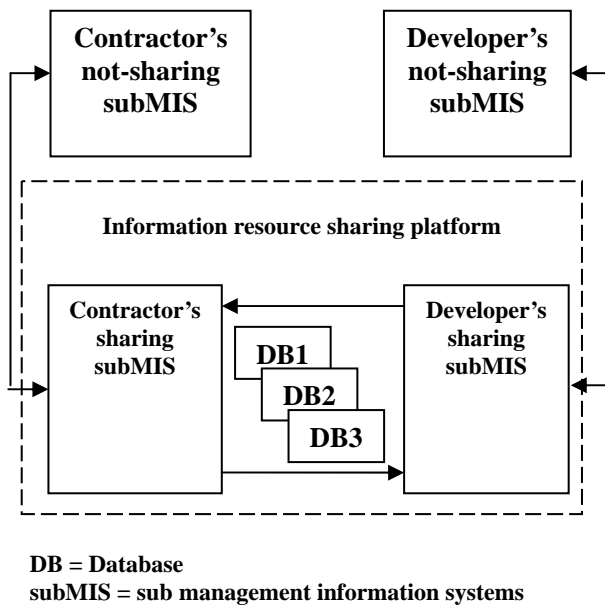 Contractor’s
not-sharing
subMIS
Developer’s
not-sharing
subMIS
Information resource sharing platform
Contractor’s
sharing
subMIS
DB1
DB2
DB3
Developer’s
sharing
subMIS
DB = Database
subMIS = sub management information systems